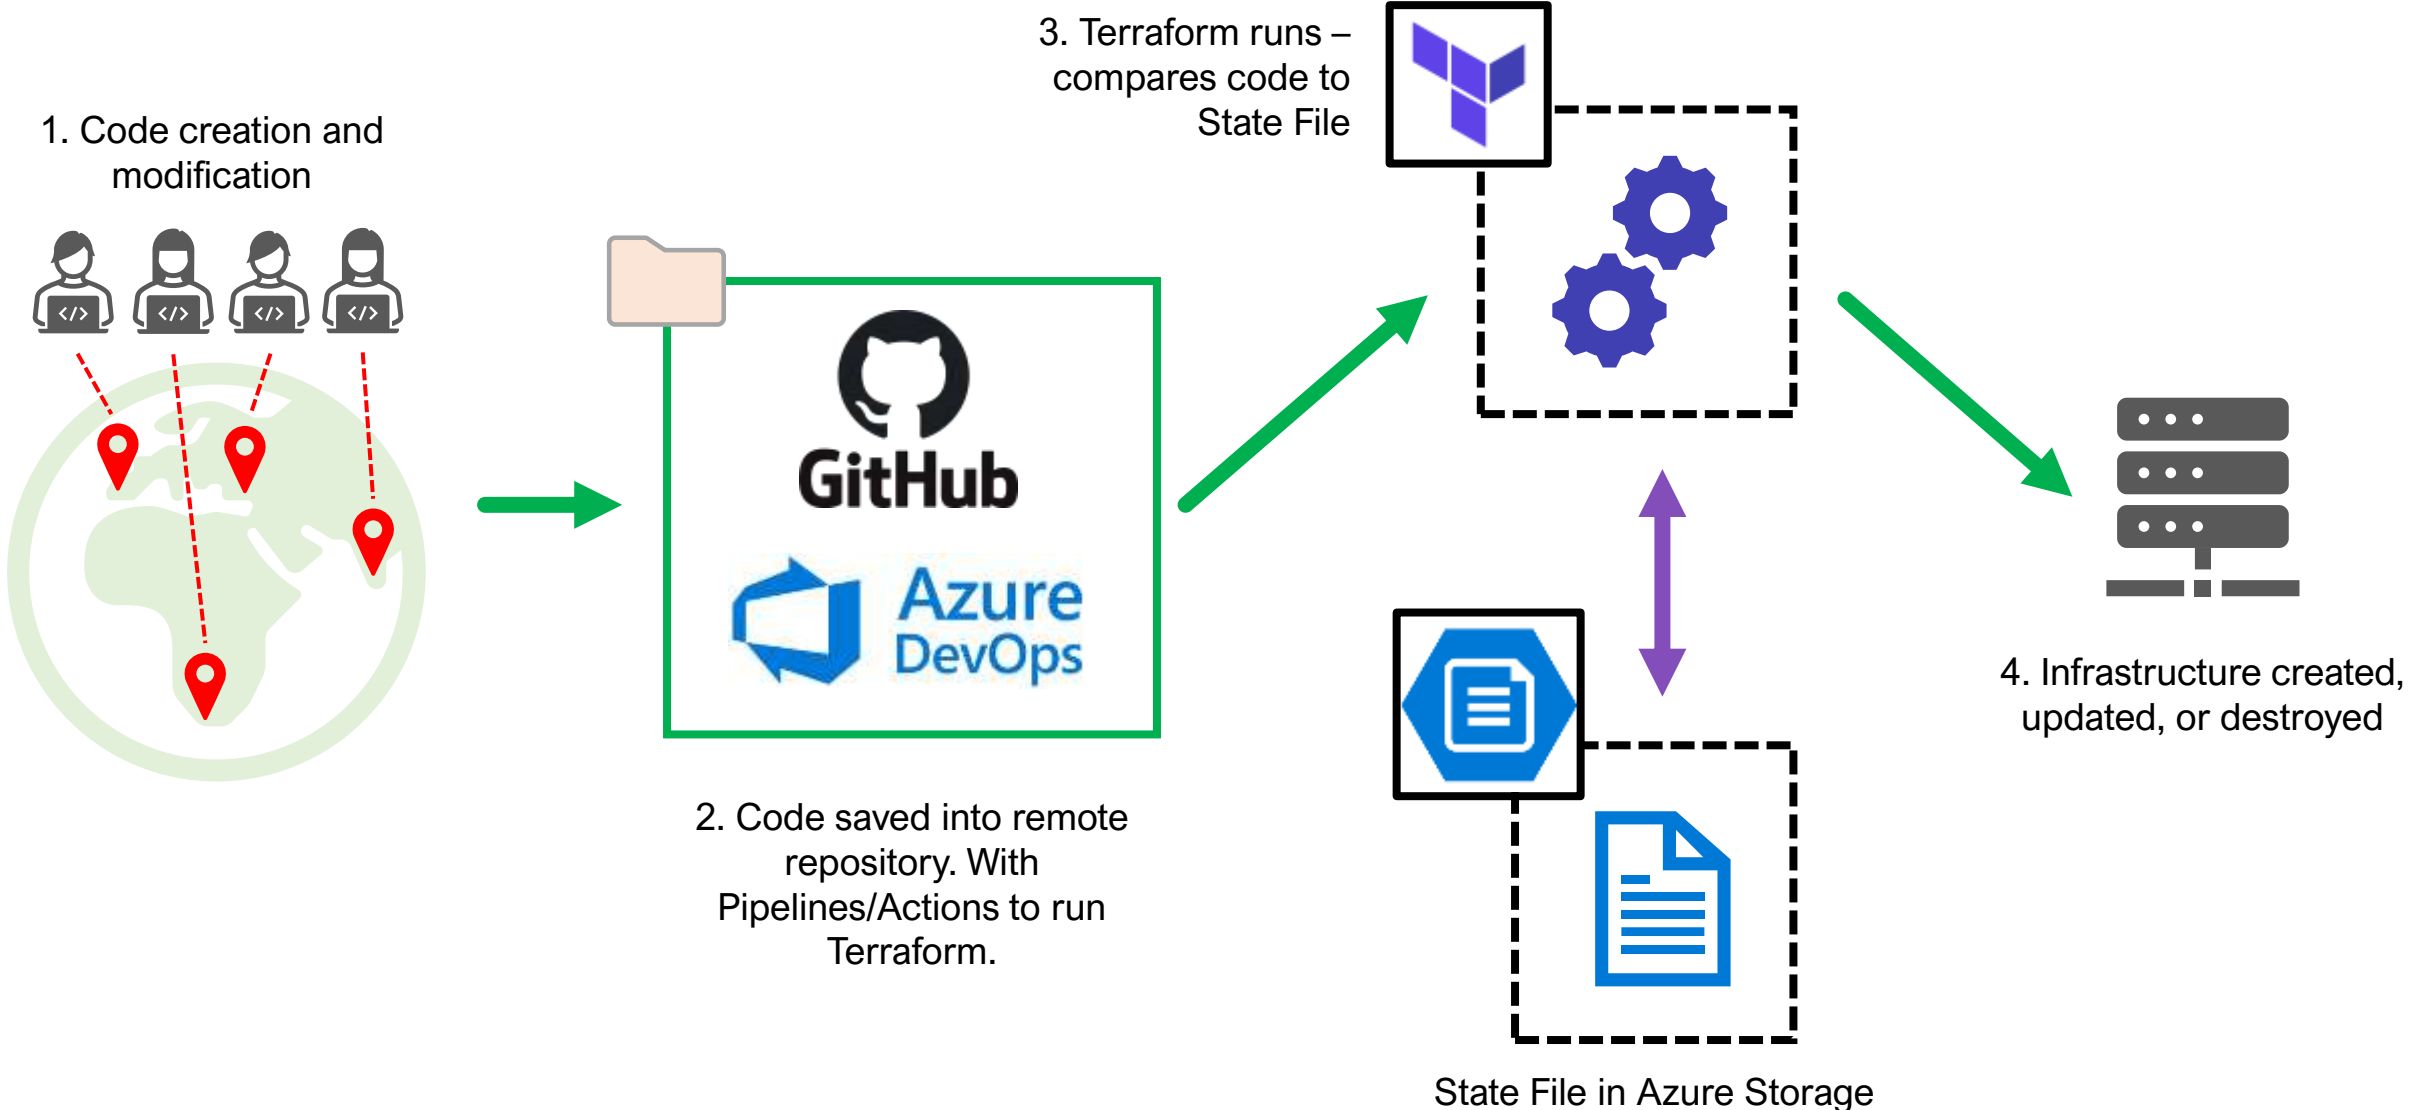 1. Code creation and
modification
</>
</>
</>
</>
GitHub
Azure
DevOps
2. Code saved into remote
repository. With
Pipelines/Actions to run
Terraform.
3. Terraform runs –
compares code to
State File
State File in Azure Storage
4. Infrastructure created,
updated, or destroyed